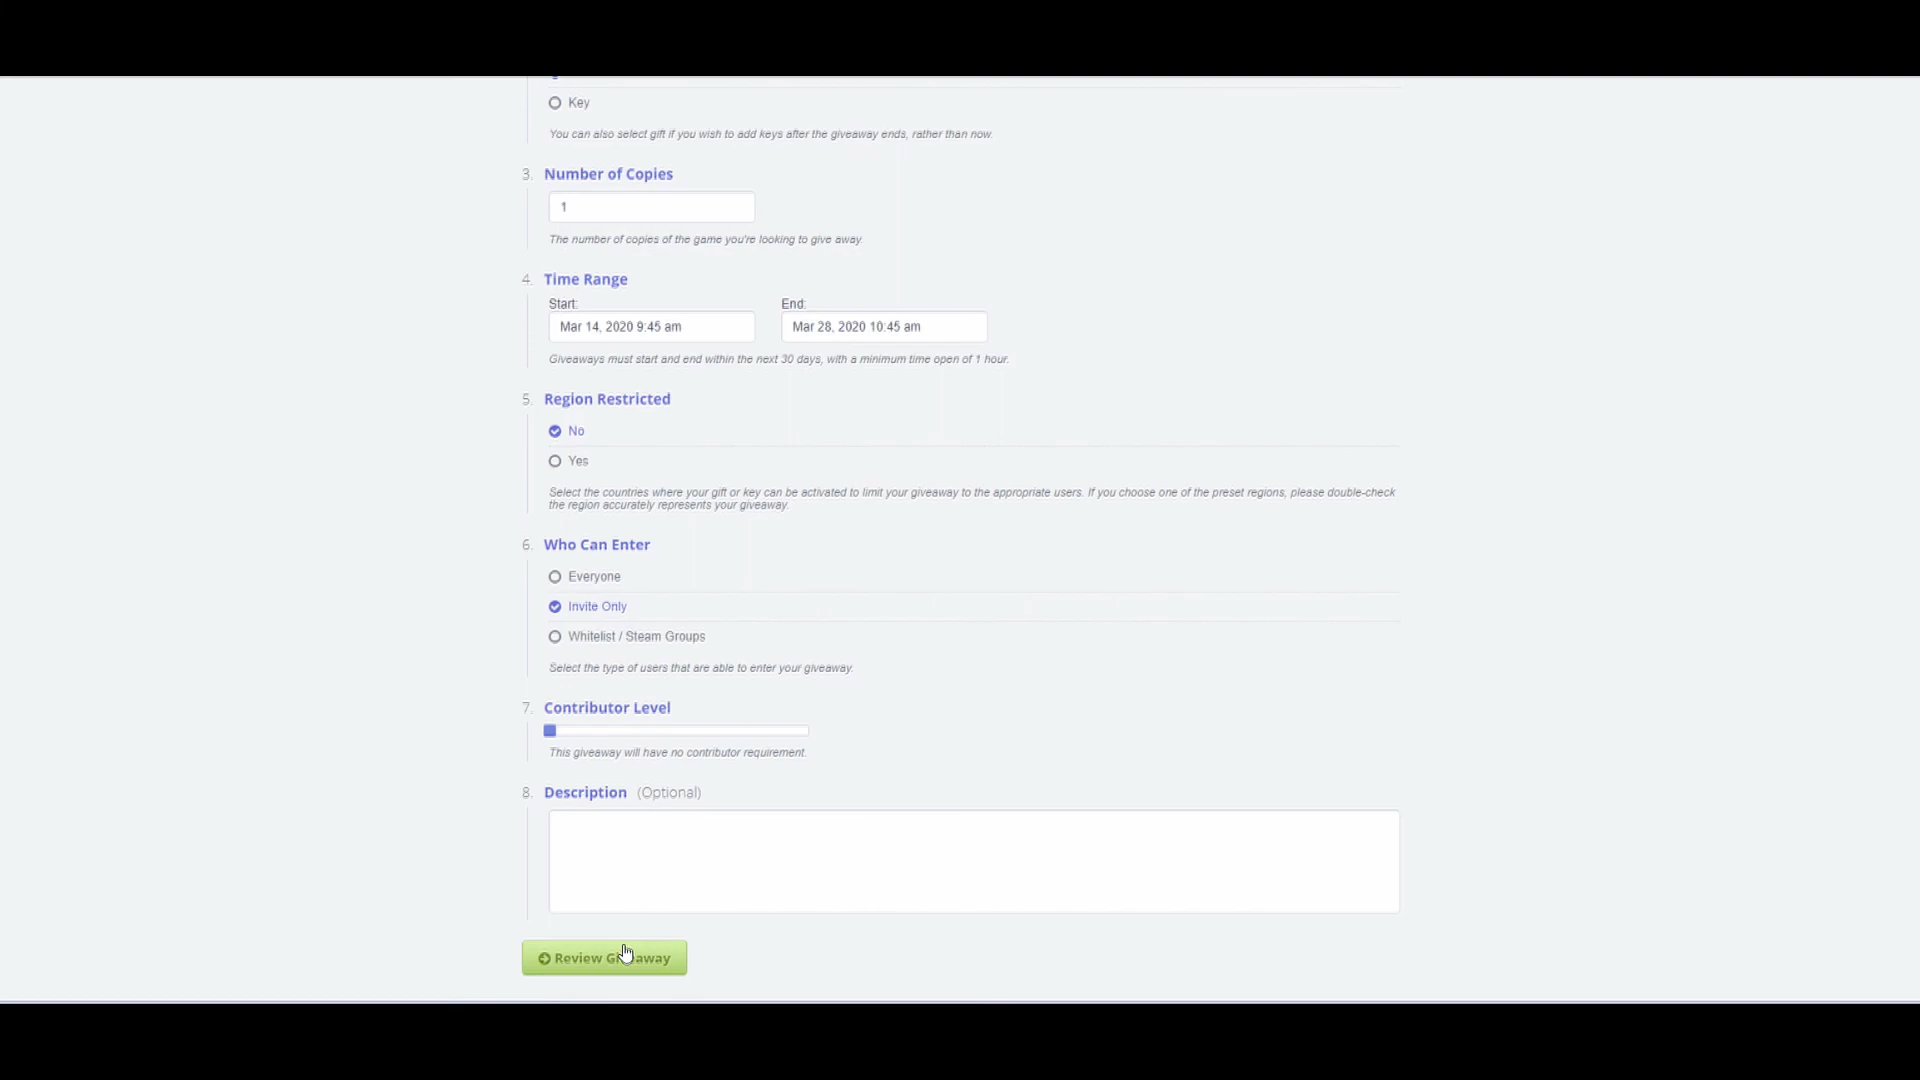 Key
You can also select gift if you wish to add keys after the giveaway ends, rather than now.
3. Number of Copies
1
The number of copies of the game you're looking to give away.
4. Time Range
Start: End:
Mar 14, 2020 9:45 am Mar 28, 2020 10:45 am
Giveaways must start and end within the next 30 days, with a minimum time open of 1 hour.
5. Region Restricted
No
Yes
Select the countries where your gift or key can be activated to limit your giveaway to the appropriate users. If you choose one of the preset regions, please double-check
the region accurately represents your giveaway.
6. Who Can Enter
Everyone
Invite Only
Whitelist / Steam Groups
Select the type of users that are able to enter your giveaway.
7. Contributor Level
This giveaway will have no contributor requirement.
8. Description (Optional)
Review Giveaway